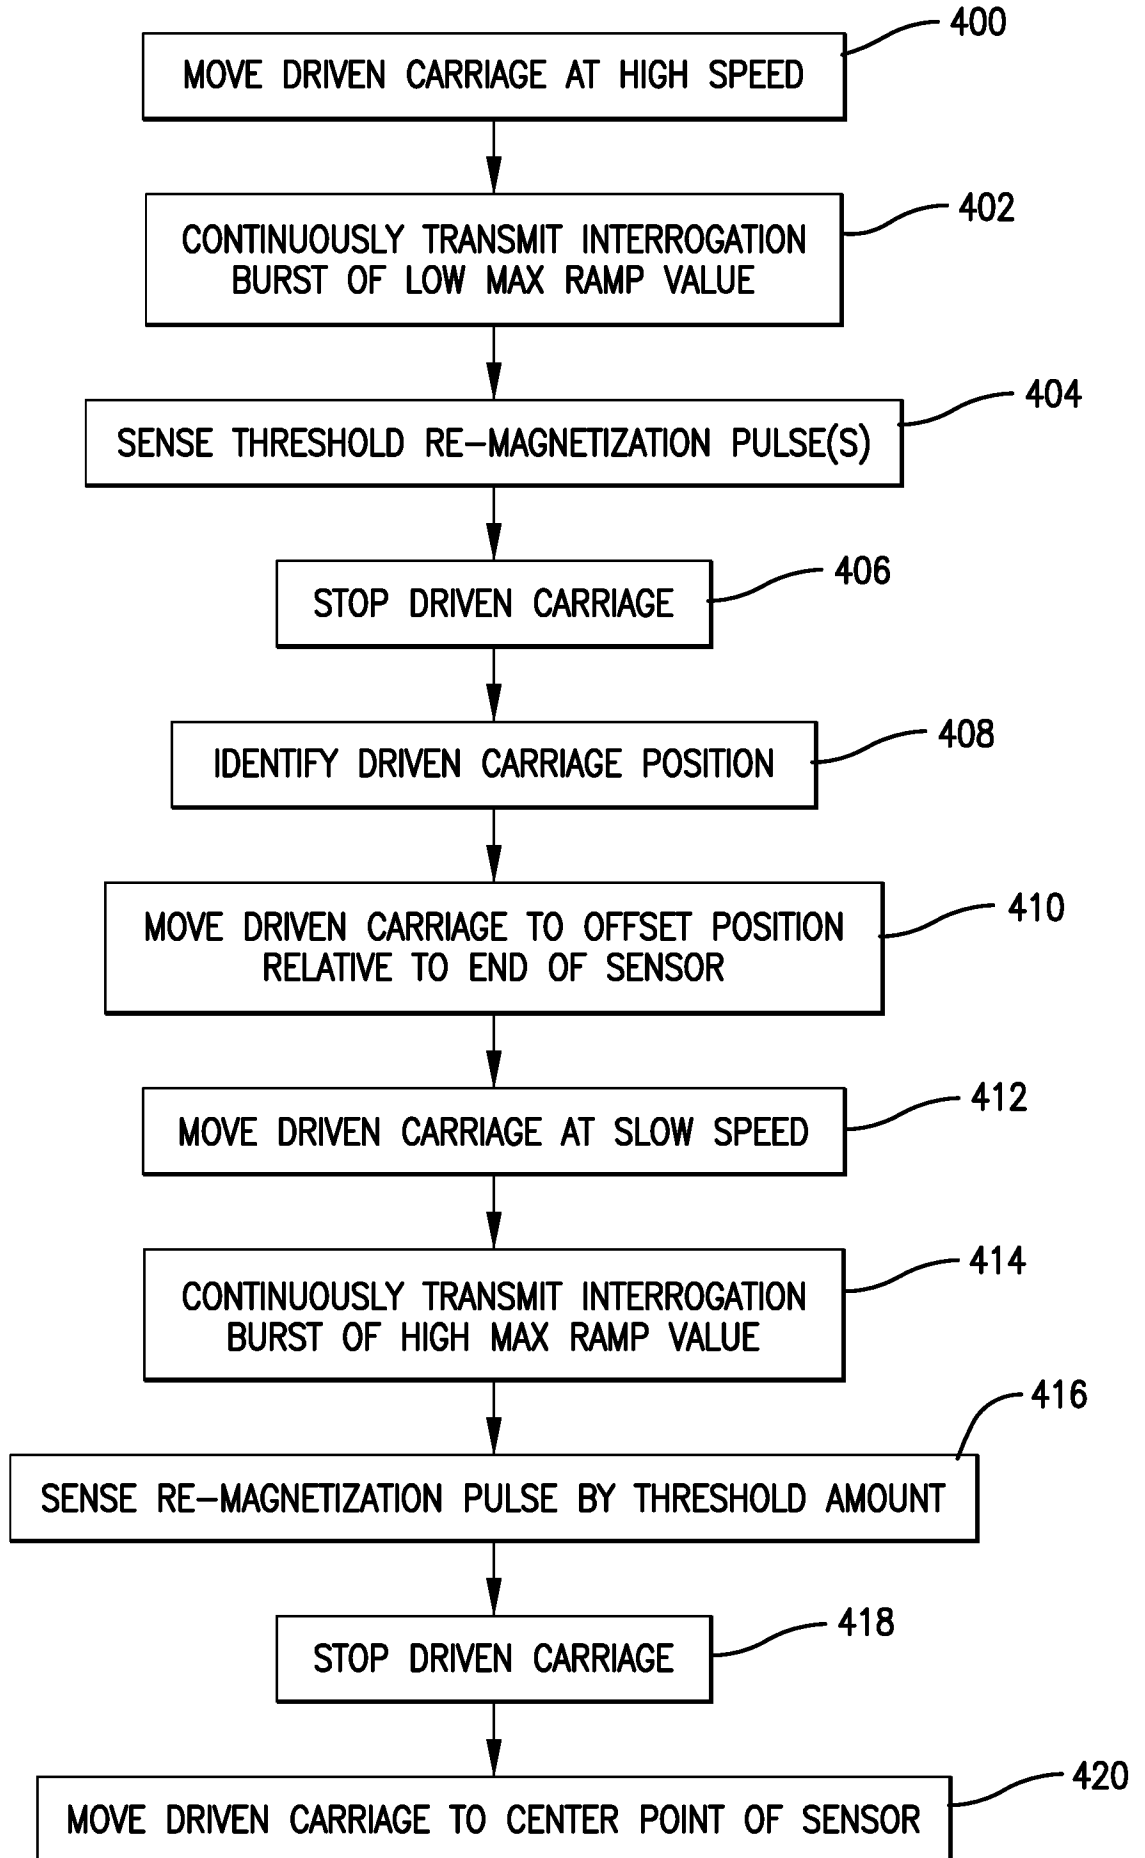 400
MOVE DRIVEN CARRIAGE AT HIGH SPEED
402
CONTINUOUSLY TRANSMIT INTERROGATION
BURST OF LOW MAX RAMP VALUE
404
SENSE THRESHOLD RE-MAGNETIZATION PULSE(S)
406
STOP DRIVEN CARRIAGE
408
IDENTIFY DRIVEN CARRIAGE POSITION
410
MOVE DRIVEN CARRIAGE TO OFFSET POSITION
RELATIVE TO END OF SENSOR
412
MOVE DRIVEN CARRIAGE AT SLOW SPEED
414
CONTINUOUSLY TRANSMIT INTERROGATION
BURST OF HIGH MAX RAMP VALUE
416
SENSE RE-MAGNETIZATION PULSE BY THRESHOLD AMOUNT
418
STOP DRIVEN CARRIAGE
420
MOVE DRIVEN CARRIAGE TO CENTER POINT OF SENSOR